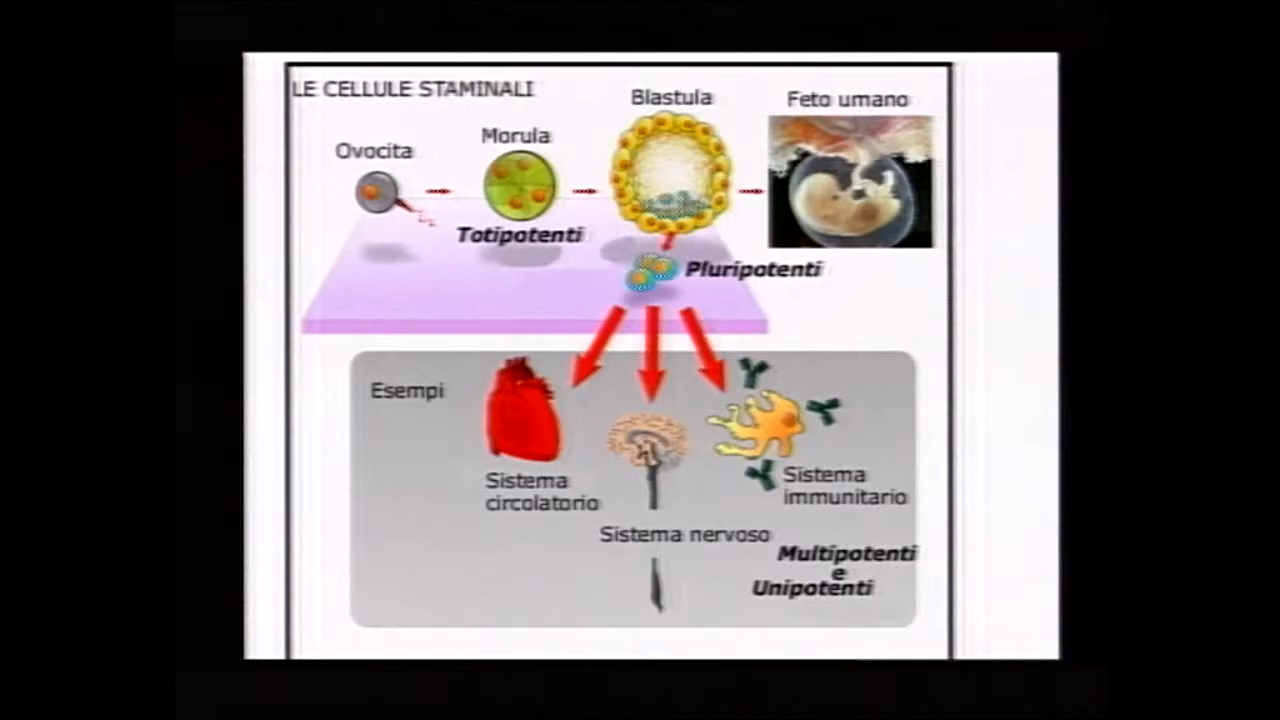 LE CELLULE STAMINALI
Blastula
Feto umano
Morula
Ovocita
Totipotenti
Pluripotenti
Esempi
Sistema
circolatorio
Sistema
immunitario
Sistema nervoso
Multipotenti
e
Unipotenti